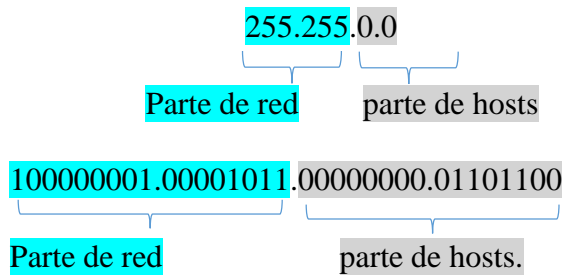 255.255.0.0
Parte de red parte de hosts
100000001.00001011.00000000.01101100
Parte de red parte de hosts.